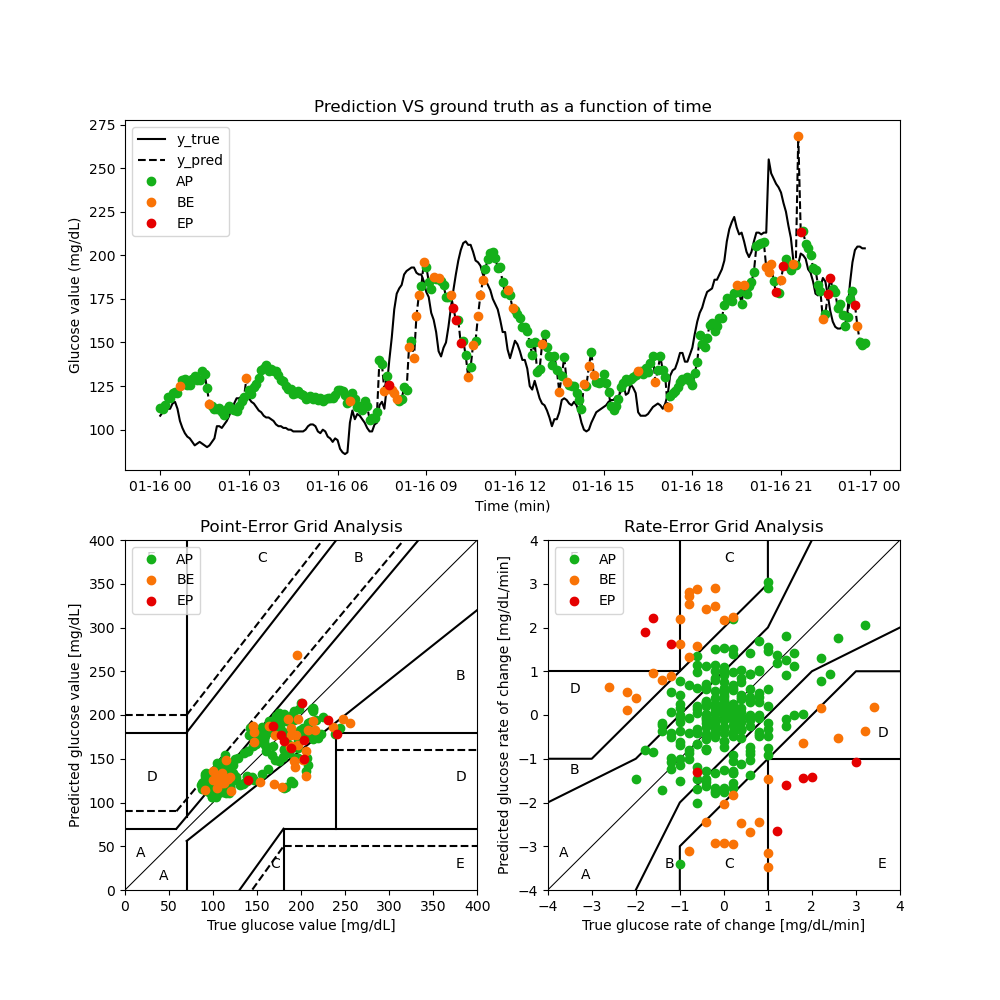 Prediction VS ground truth as a function of time
Glucose value (mg/dL)
275
250
225
200
175
150
125
100
y_true
y_pred
AP
BE
EP
01-16 00 01-16 03 01-16 06 01-16 09 01-16 12 01-16 15 01-16 18 01-16 21 01-17 00
Time (min)
Point-Error Grid Analysis
Predicted glucose value [mg/dL]
400
350
300
250
200
150
100
50
0
AP
BE
EP
C
B
B
D
D
A
A
C
E
0 50 100 150 200 250 300 350 400
True glucose value [mg/dL]
Rate-Error Grid Analysis
Predicted glucose rate of change [mg/dL/min]
4
3
2
1
0
−1
−2
−3
−4
AP
BE
EP
C
D
D
B
A
A
B
C
E
−4 −3 −2 −1 0 1 2 3 4
True glucose rate of change [mg/dL/min]